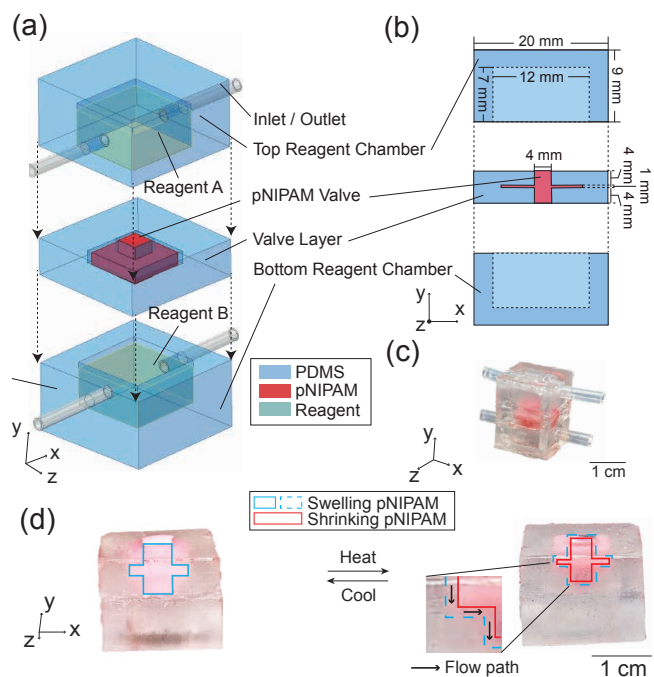 (a)
Inlet / Outlet
Top Reagent Chamber
Reagent A
pNIPAM Valve
Valve Layer
Bottom Reagent Chamber
Reagent B
PDMS
pNIPAM
Reagent
y
x
z
(b)
20 mm
12 mm
7 mm
9 mm
4 mm
4 mm
1 mm
4 mm
y
x
z
(c)
y
x
z
1 cm
Swelling pNIPAM
Shrinking pNIPAM
(d)
y
x
z
Heat
Cool
Flow path
1 cm